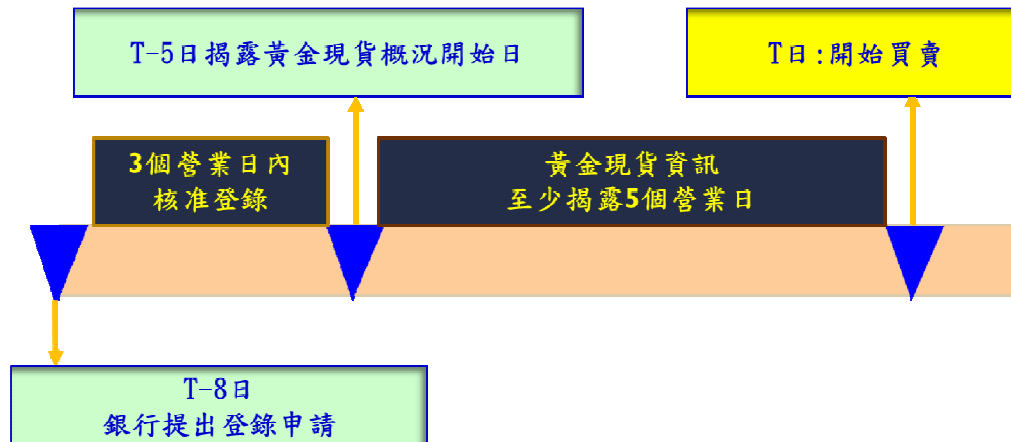 T-5日揭露黃金現貨概況開始日
T日:開始買賣
3個營業日內
核准登錄
黃金現貨資訊
至少揭露5個營業日
T-8日
銀行提出登錄申請